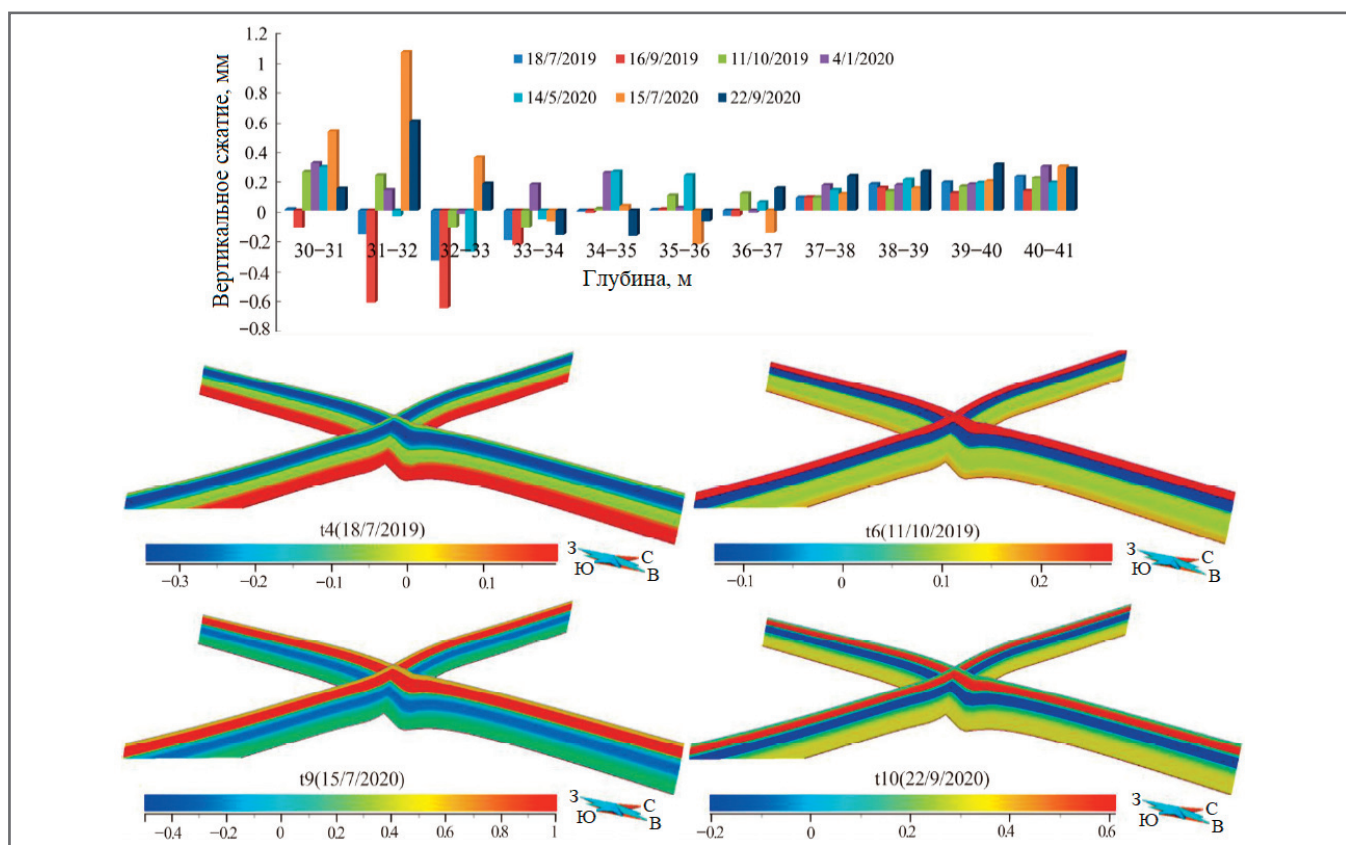 1.2
1
0.8
0.6
0.4
0.2
0
−0.2
−0.4
−0.6
−0.8
Вертикальное сжатие, мм
18/7/2019 16/9/2019 11/10/2019 4/1/2020
14/5/2020 15/7/2020 22/9/2020
30−31 31−32 32−33 33−34 34−35 35−36 36−37 37−38 38−39 39−40 40−41
Глубина, м
t4(18/7/2019)
−0.3 −0.2 −0.1 0 0.1
З С
Ю В
t6(11/10/2019)
−0.1 0 0.1 0.2
З С
Ю В
t9(15/7/2020)
−0.4 −0.2 0 0.2 0.4 0.6 0.8 1
З С
Ю В
t10(22/9/2020)
−0.2 0 0.2 0.4 0.6
З С
Ю В